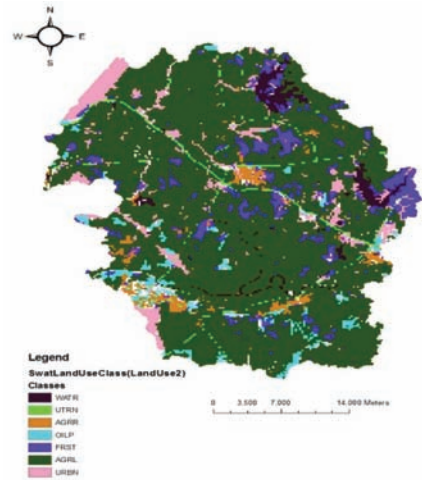 N
W E
S
Legend
SwatLandUseClass(LandUse2)
Classes
WATR
UTRN
AGRR
OILP
FRST
AGRL
URBN
0 3,500 7,000 14,000 Meters